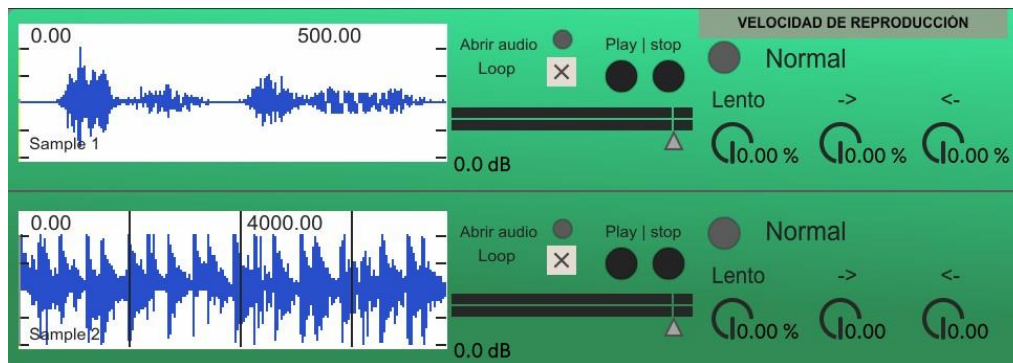 VELOCIDAD DE REPRODUCCIÓN
0.00 500.00
Abrir audio Play | stop Normal
Loop
Lento -> <-
Sample 1
0.00 % 0.00 % 0.00 %
0.0 dB
0.00 4000.00
Abrir audio Play | stop Normal
Loop
Lento -> <-
Sample 2
0.00 % 0.00 0.00
0.0 dB